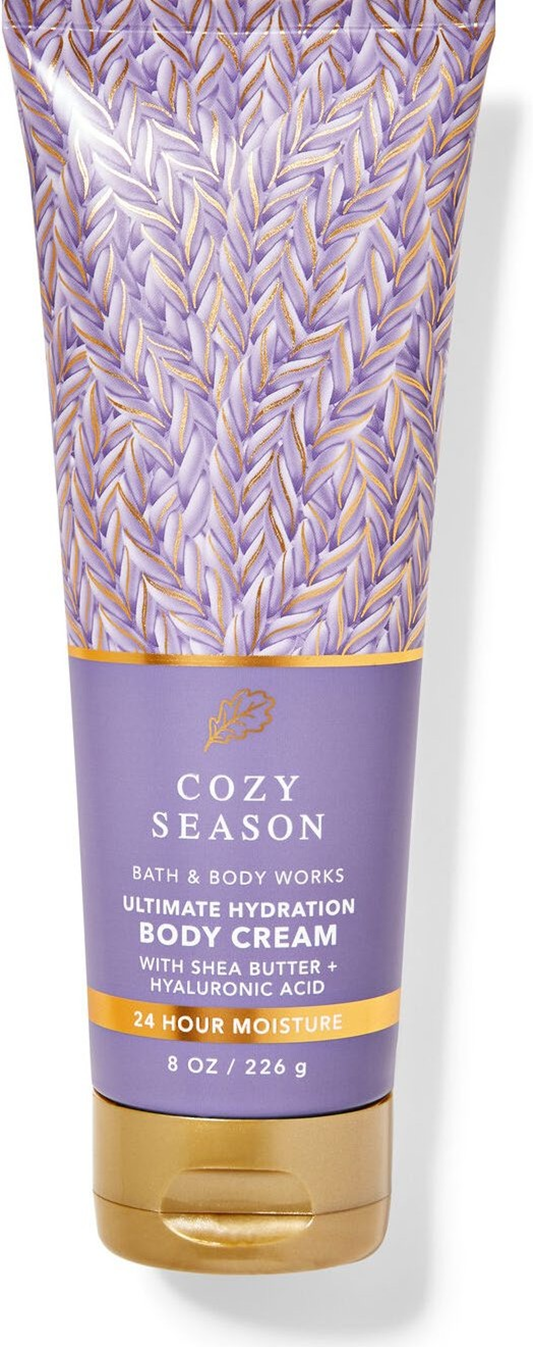 COZY
SEASON
BATH & BODY WORKS
ULTIMATE HYDRATION
BODY CREAM
WITH SHEA BUTTER +
HYALURONIC ACID
24 HOUR MOISTURE
8 OZ / 226 g